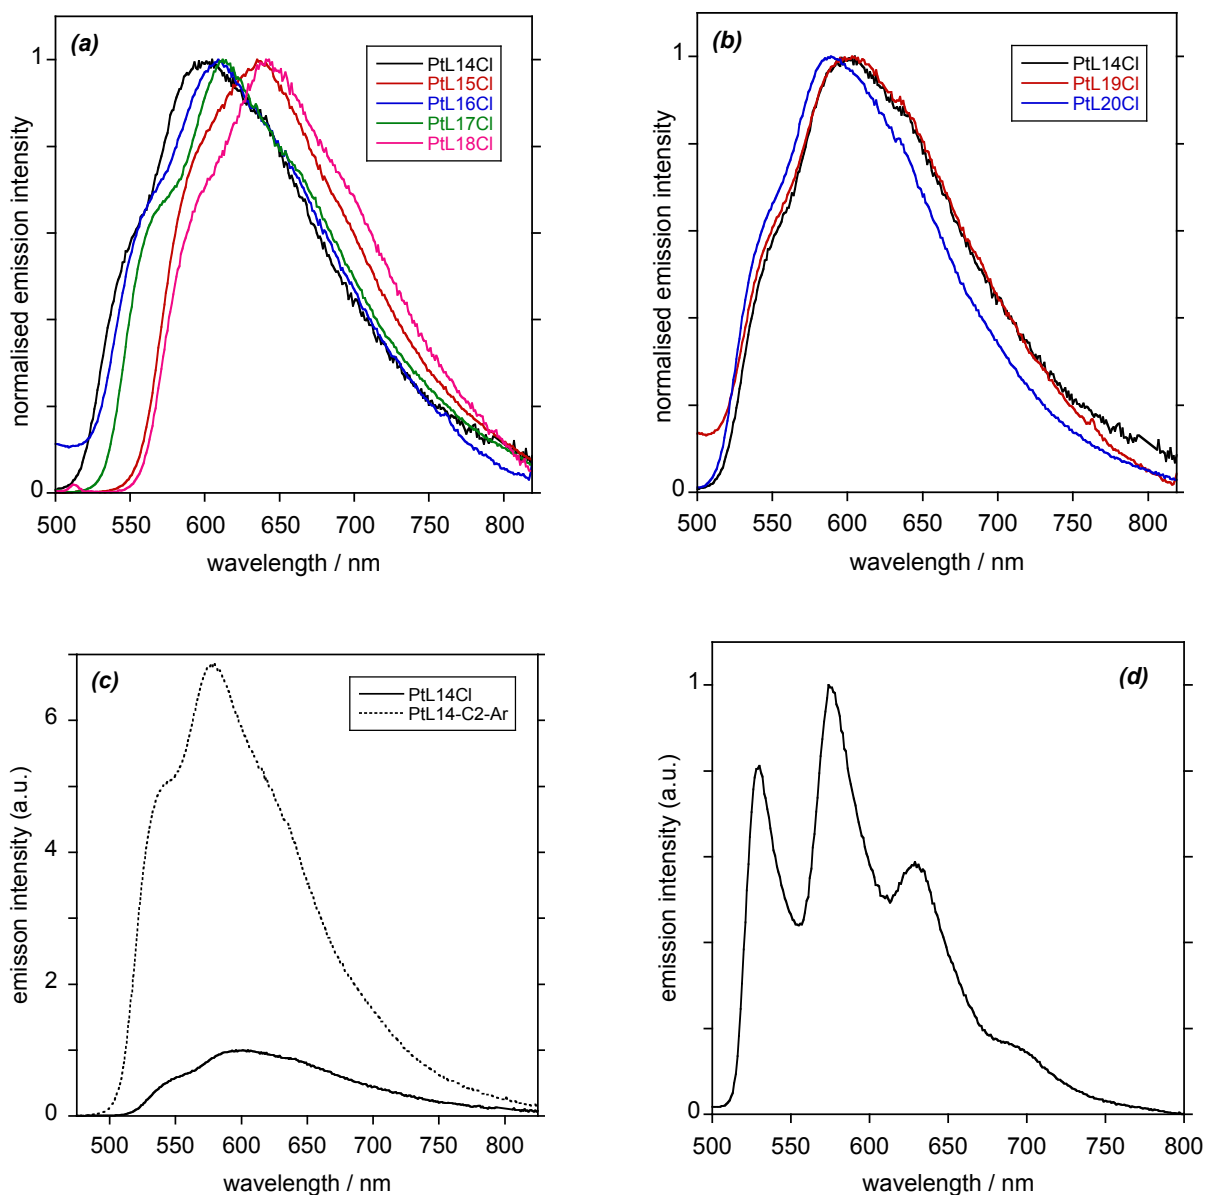 (a)
PtL14Cl
PtL15Cl
PtL16Cl
PtL17Cl
PtL18Cl
1
0
normalised emission intensity
500 550 600 650 700 750 800
wavelength / nm
(b)
PtL14Cl
PtL19Cl
PtL20Cl
1
0
normalised emission intensity
500 550 600 650 700 750 800
wavelength / nm
(c)
PtL14Cl
PtL14-C2-Ar
6
4
2
0
emisson intensity (a.u.)
500 550 600 650 700 750 800
wavelength / nm
(d)
1
0
emission intensity (a.u.)
500 550 600 650 700 750 800
wavelength / nm